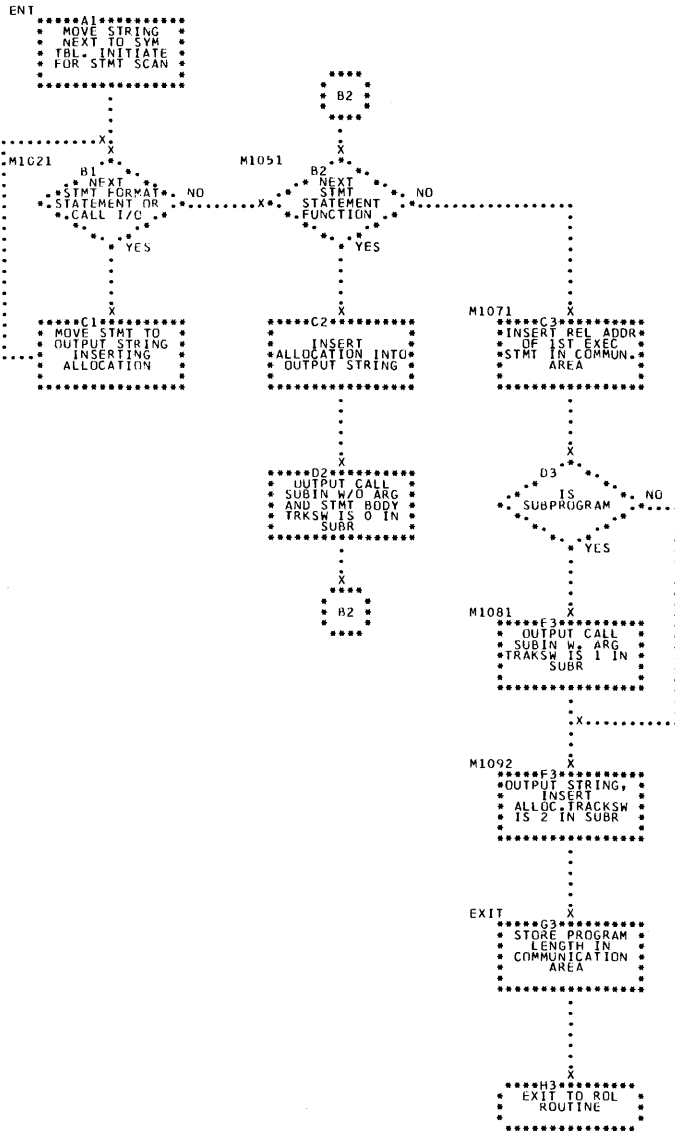 ENT
A1
MOVE STRING
NEXT TO SYM
TBL. INITIATE
FOR STMT SCAN
B2
M1021
B1
NEXT
STMT FORMAT
STATEMENT OR
CALL I/O
NO
YES
M1051
B2
NEXT
STMT
STATEMENT
FUNCTION
NO
YES
C1
MOVE STMT TO
OUTPUT STRING
INSERTING
ALLOCATION
C2
INSERT
ALLOCATION INTO
OUTPUT STRING
M1071
C3
INSERT REL ADDR
OF 1ST EXEC
STMT IN COMMUN.
AREA
D2
OUTPUT CALL
SUBIN W/O ARG
AND STMT BODY
TRKSW IS 0 IN
SUBR
D3
IS
SUBPROGRAM
NO
YES
B2
M1081
E3
OUTPUT CALL
SUBIN W. ARG
TRAKSW IS 1 IN
SUBR
M1092
F3
OUTPUT STRING,
INSERT
ALLOC.TRACKSW
IS 2 IN SUBR
EXIT
G3
STORE PROGRAM
LENGTH IN
COMMUNICATION
AREA
H3
EXIT TO ROL
ROUTINE